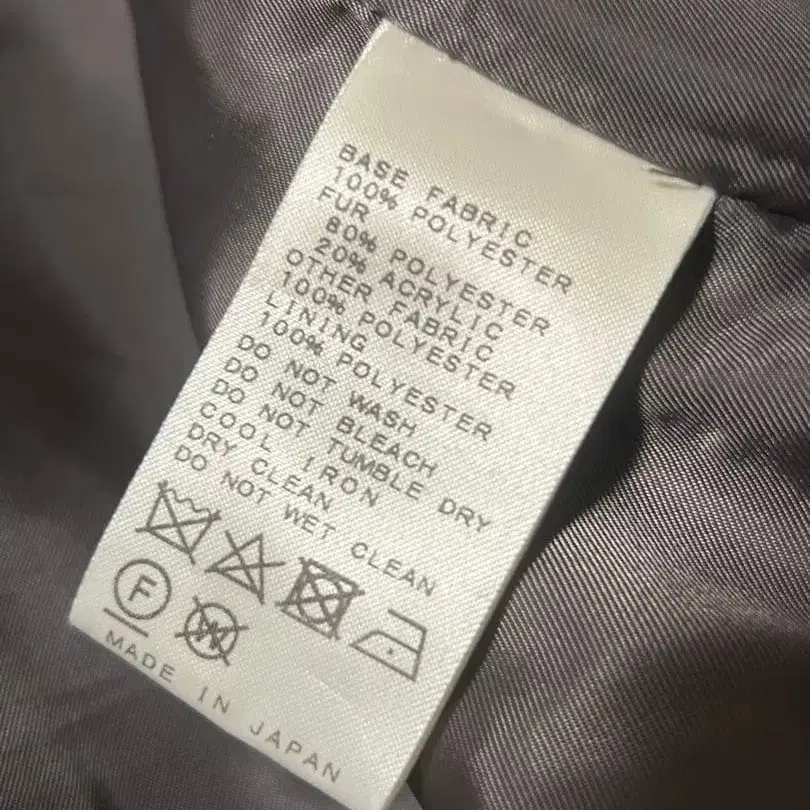 BASE FABRIC
100% POLYESTER
FUR
80% POLYESTER
20% ACRYLIC
OTHER FABRIC
100% POLYESTER
LINING
100% POLYESTER
DO NOT WASH
DO NOT BLEACH
DO NOT TUMBLE DRY
COOL IRON
DRY CLEAN
DO NOT WET CLEAN
F W
MADE IN JAPAN